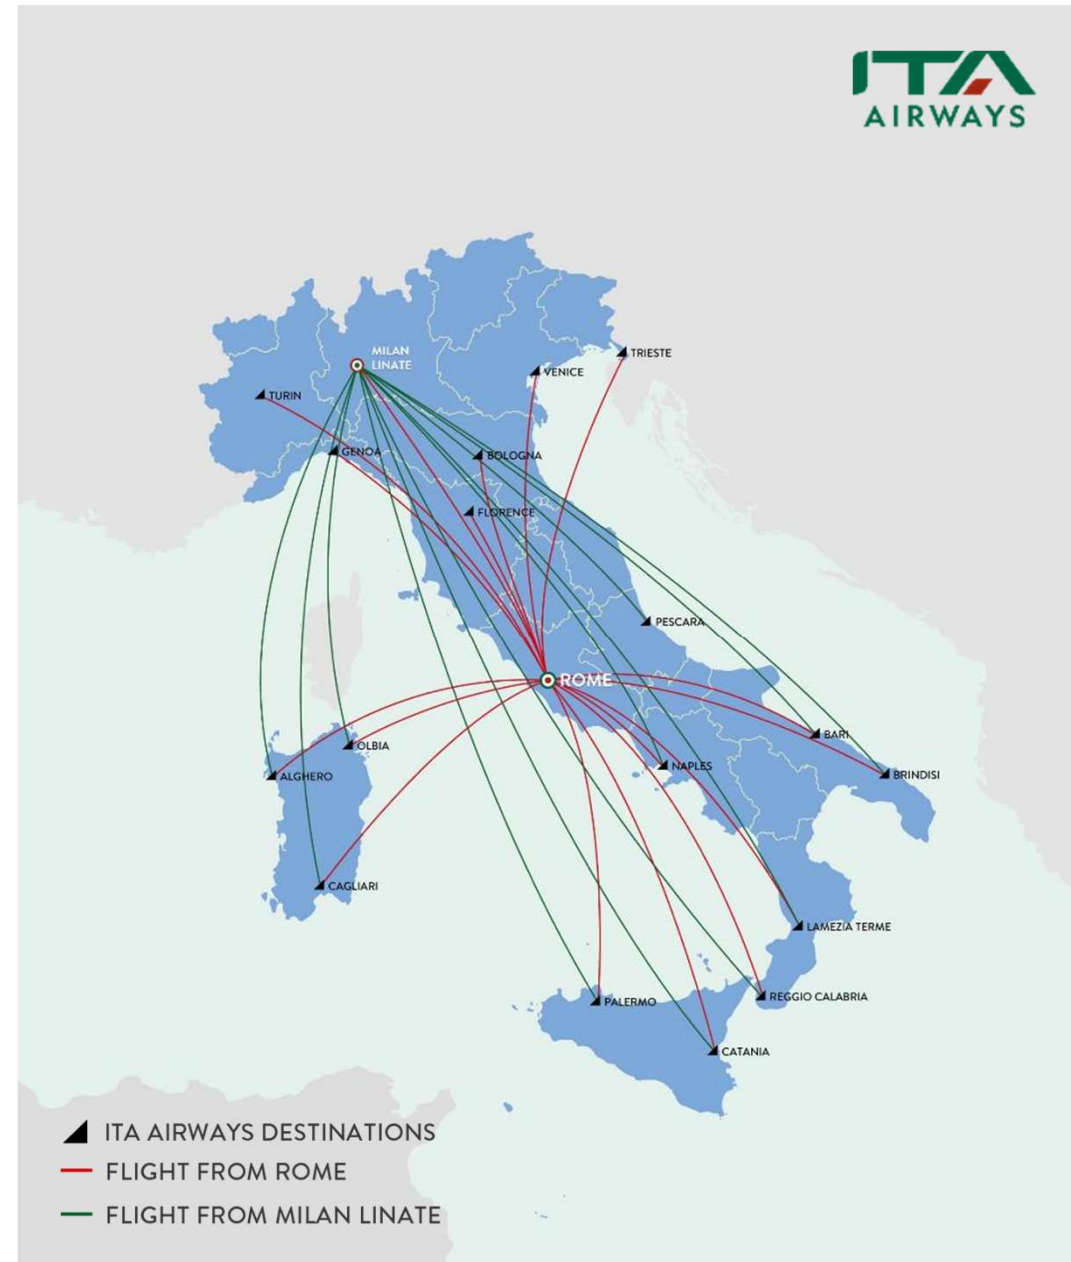 ITA
AIRWAYS
MILAN
LINATE
TRIESTE
VENICE
TURIN
GENOA
BOLOGNA
FLORENCE
PESCARA
ROME
BARI
OLBIA
NAPLES
BRINDISI
ALGHERO
CAGLIARI
LAMEZIA TERME
REGGIO CALABRIA
PALERMO
CATANIA
ITA AIRWAYS DESTINATIONS
FLIGHT FROM ROME
FLIGHT FROM MILAN LINATE